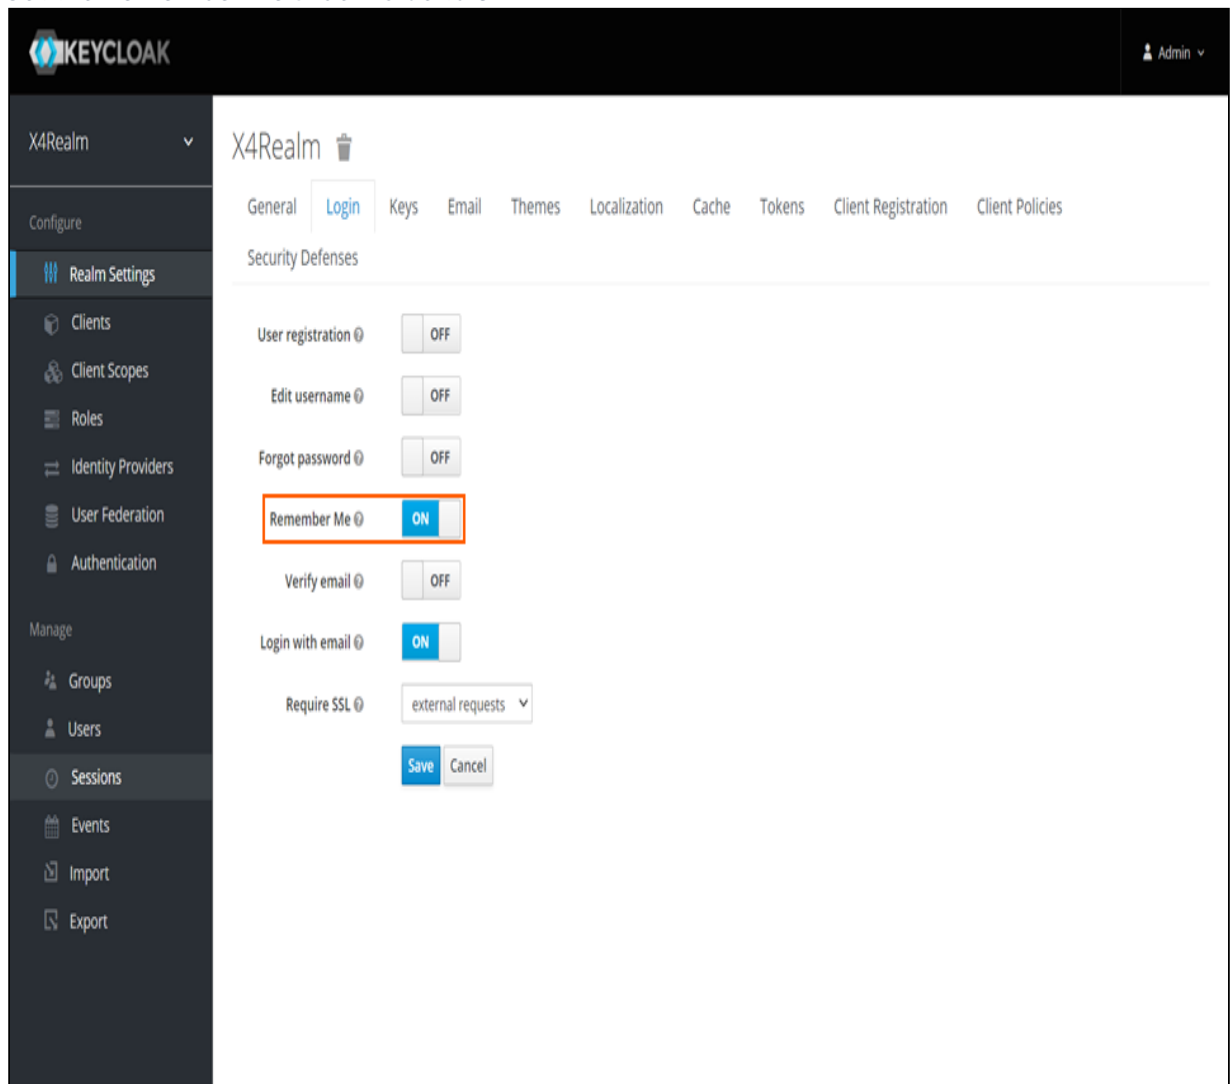 KEYCLOAK
Admin
X4Realm
Configure
Realm Settings
Clients
Client Scopes
Roles
Identity Providers
User Federation
Authentication
Manage
Groups
Users
Sessions
Events
Import
Export
X4Realm
General Login Keys Email Themes Localization Cache Tokens Client Registration Client Policies
Security Defenses
User registration OFF
Edit username OFF
Forgot password OFF
Remember Me ON
Verify email OFF
Login with email ON
Require SSL external requests
Save Cancel